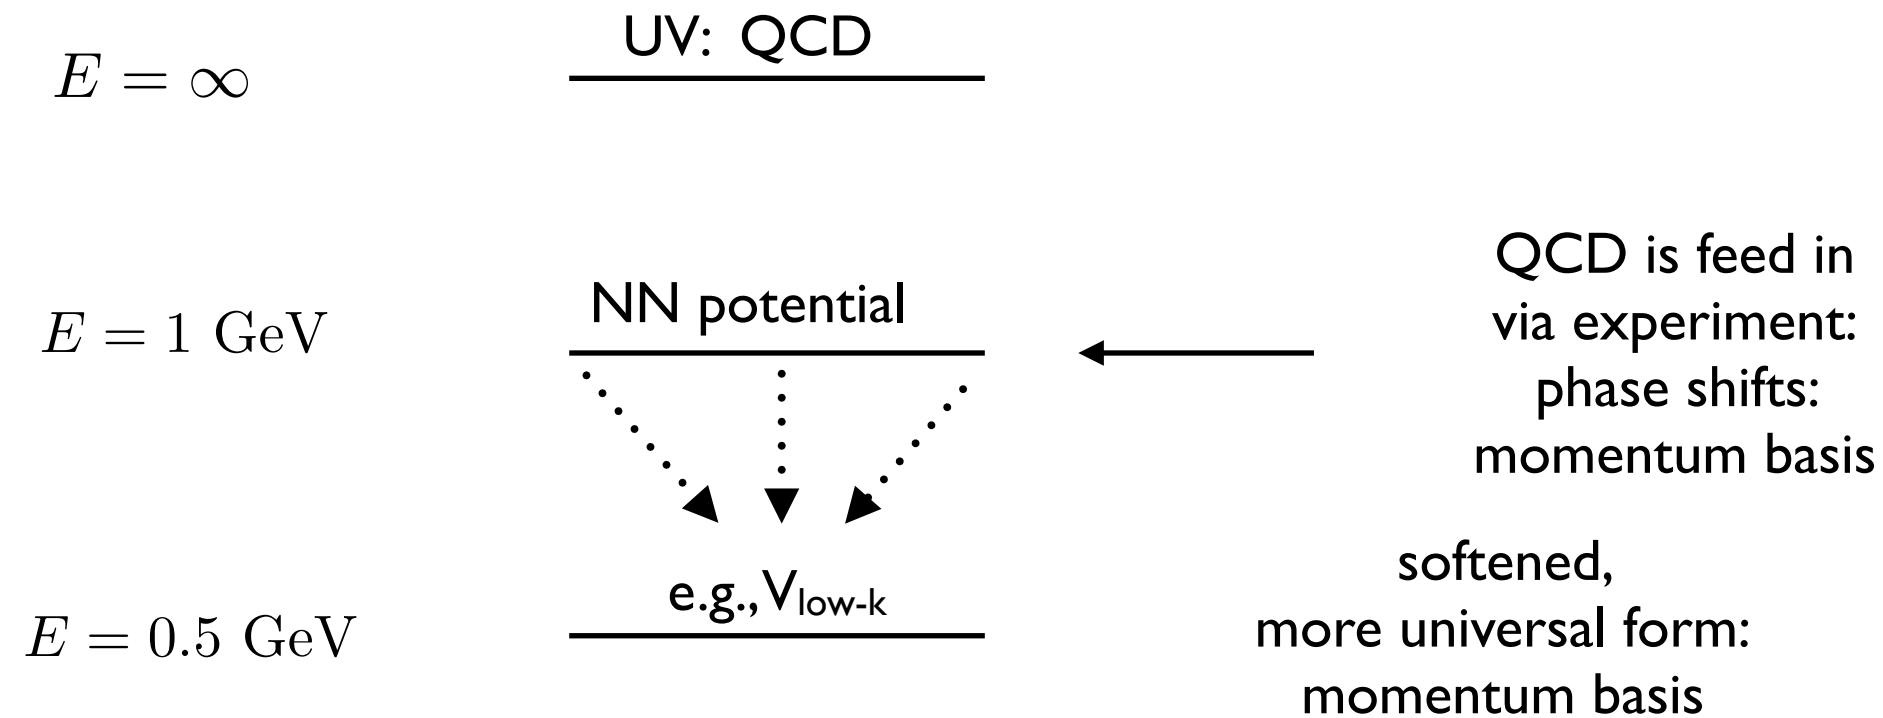 E = ∞
UV: QCD
E = 1 GeV
NN potential
QCD is feed in
via experiment:
phase shifts:
momentum basis
E = 0.5 GeV
e.g., Vlow-k
softened,
more universal form:
momentum basis